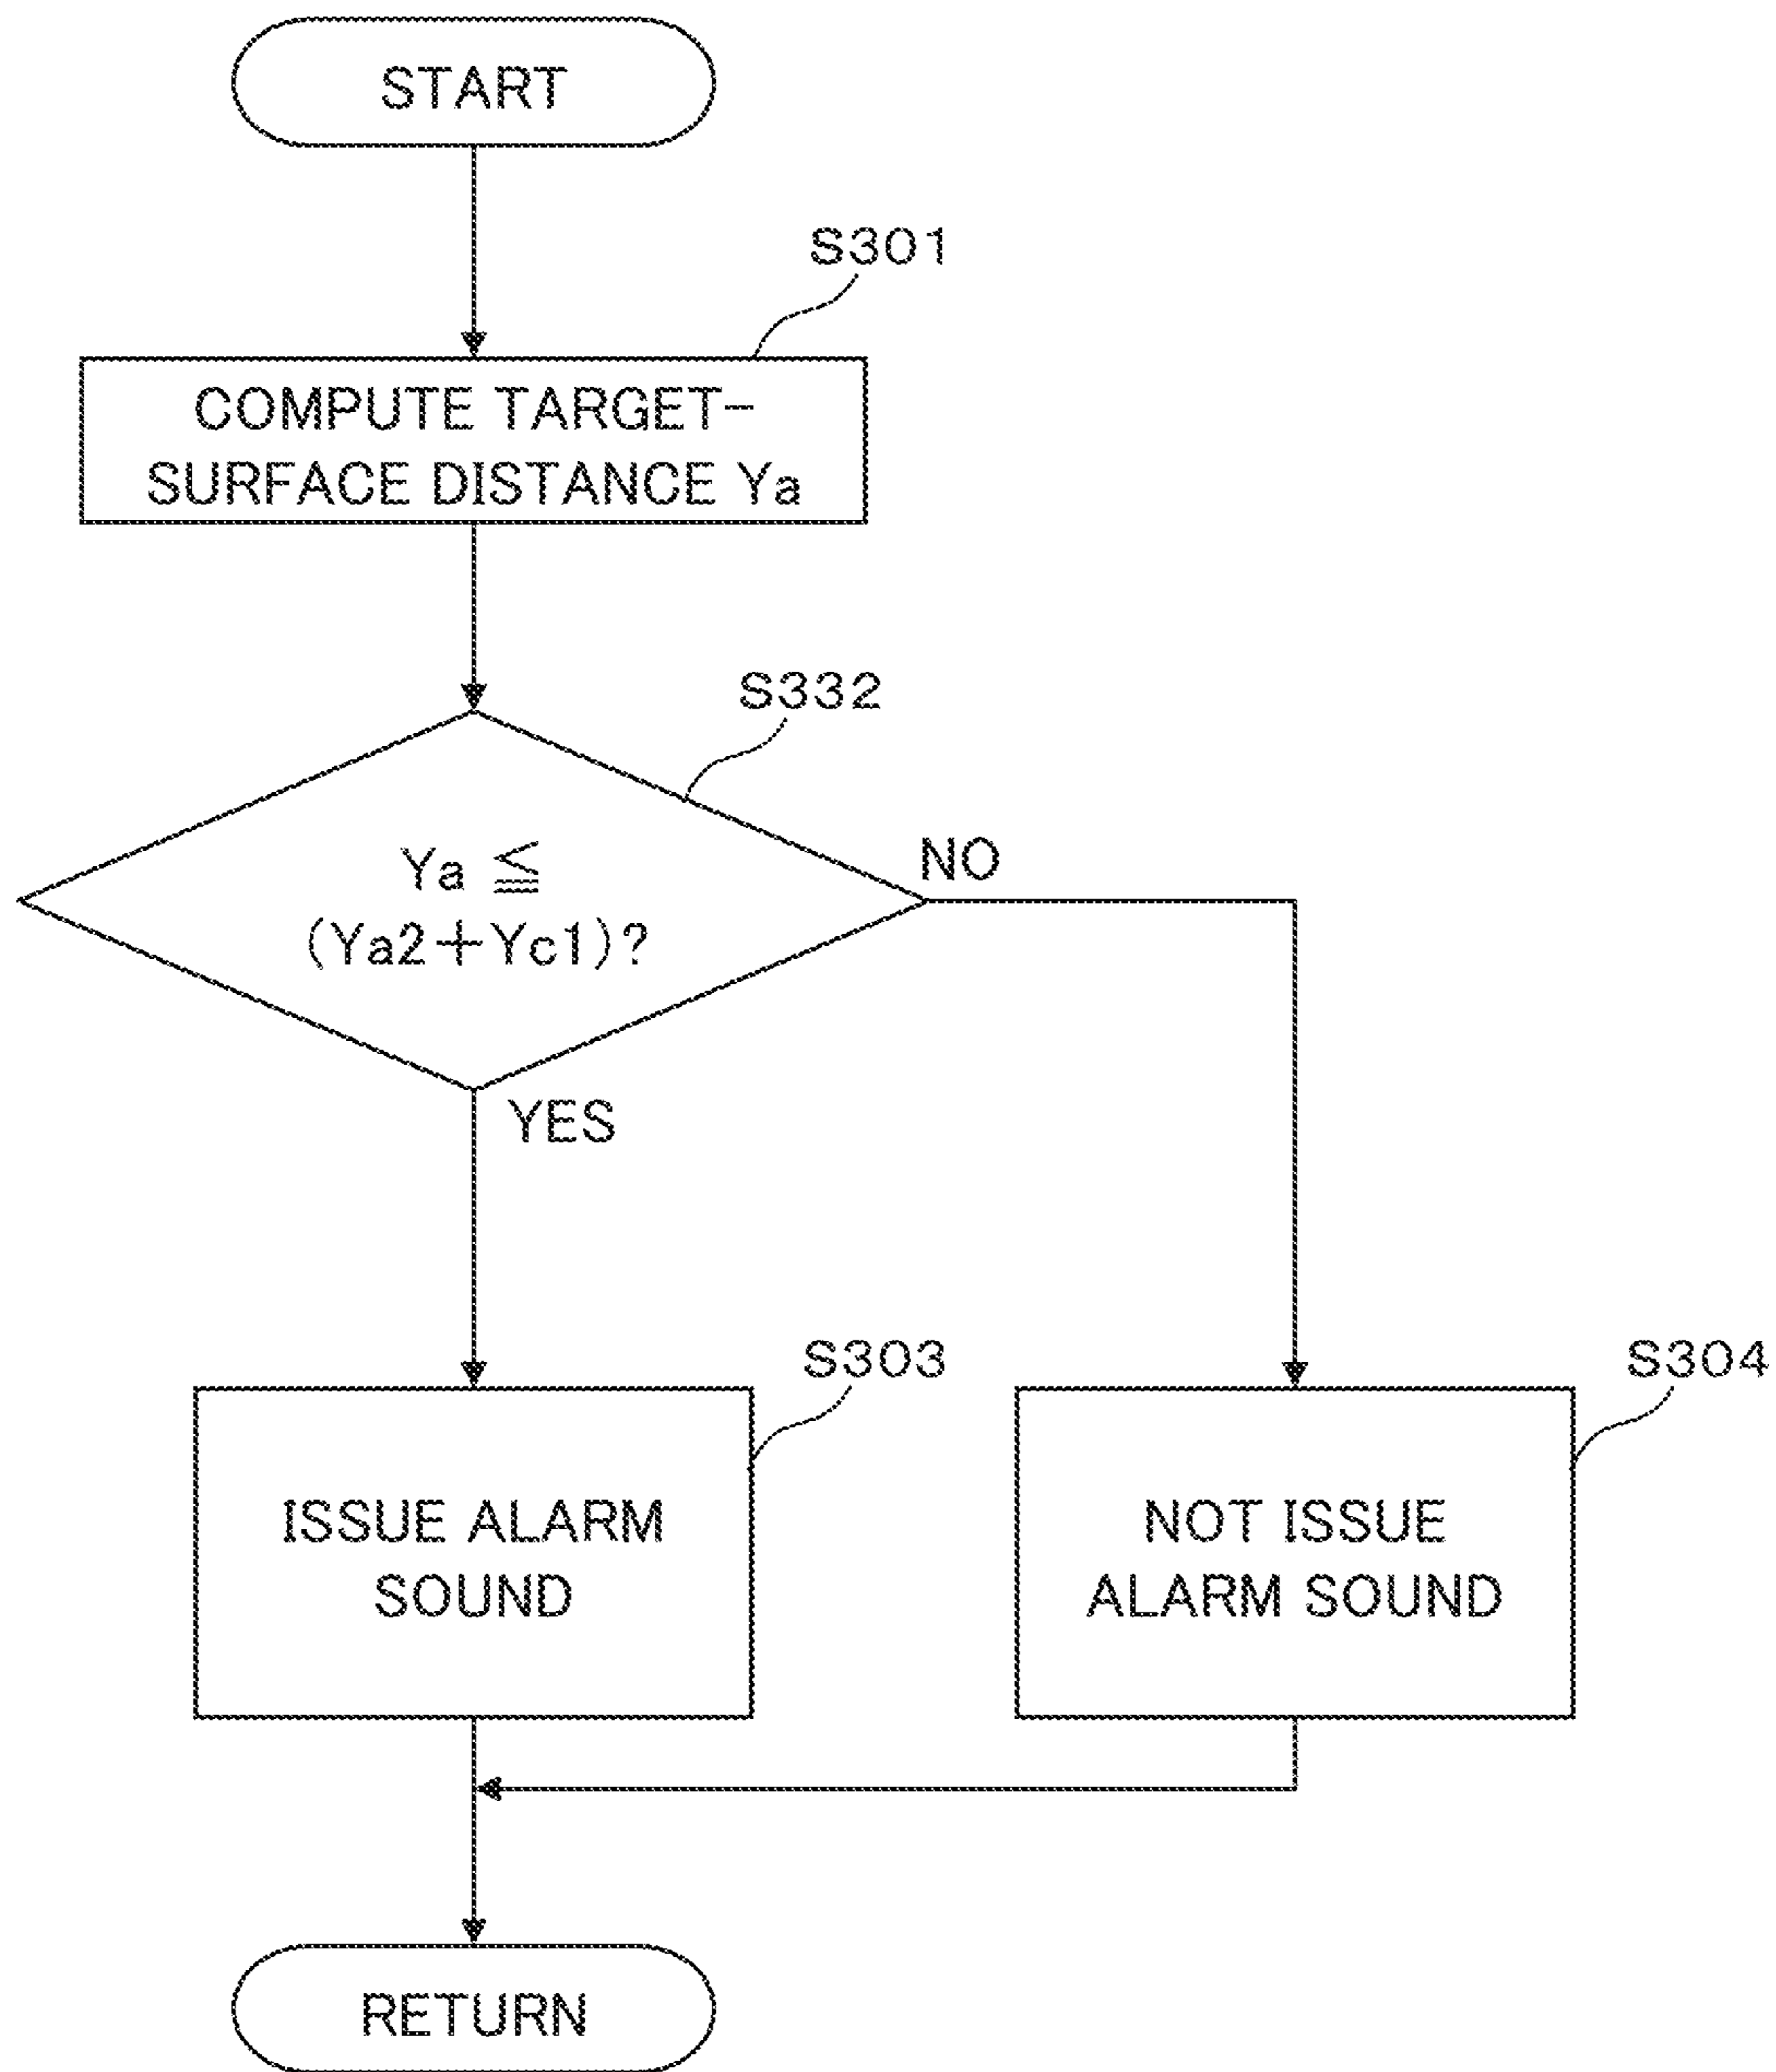 START
S301
COMPUTE TARGET-
SURFACE DISTANCE Ya
S332
Ya ≦
(Ya2+Yc1)?
NO
YES
S303
ISSUE ALARM
SOUND
S304
NOT ISSUE
ALARM SOUND
RETURN